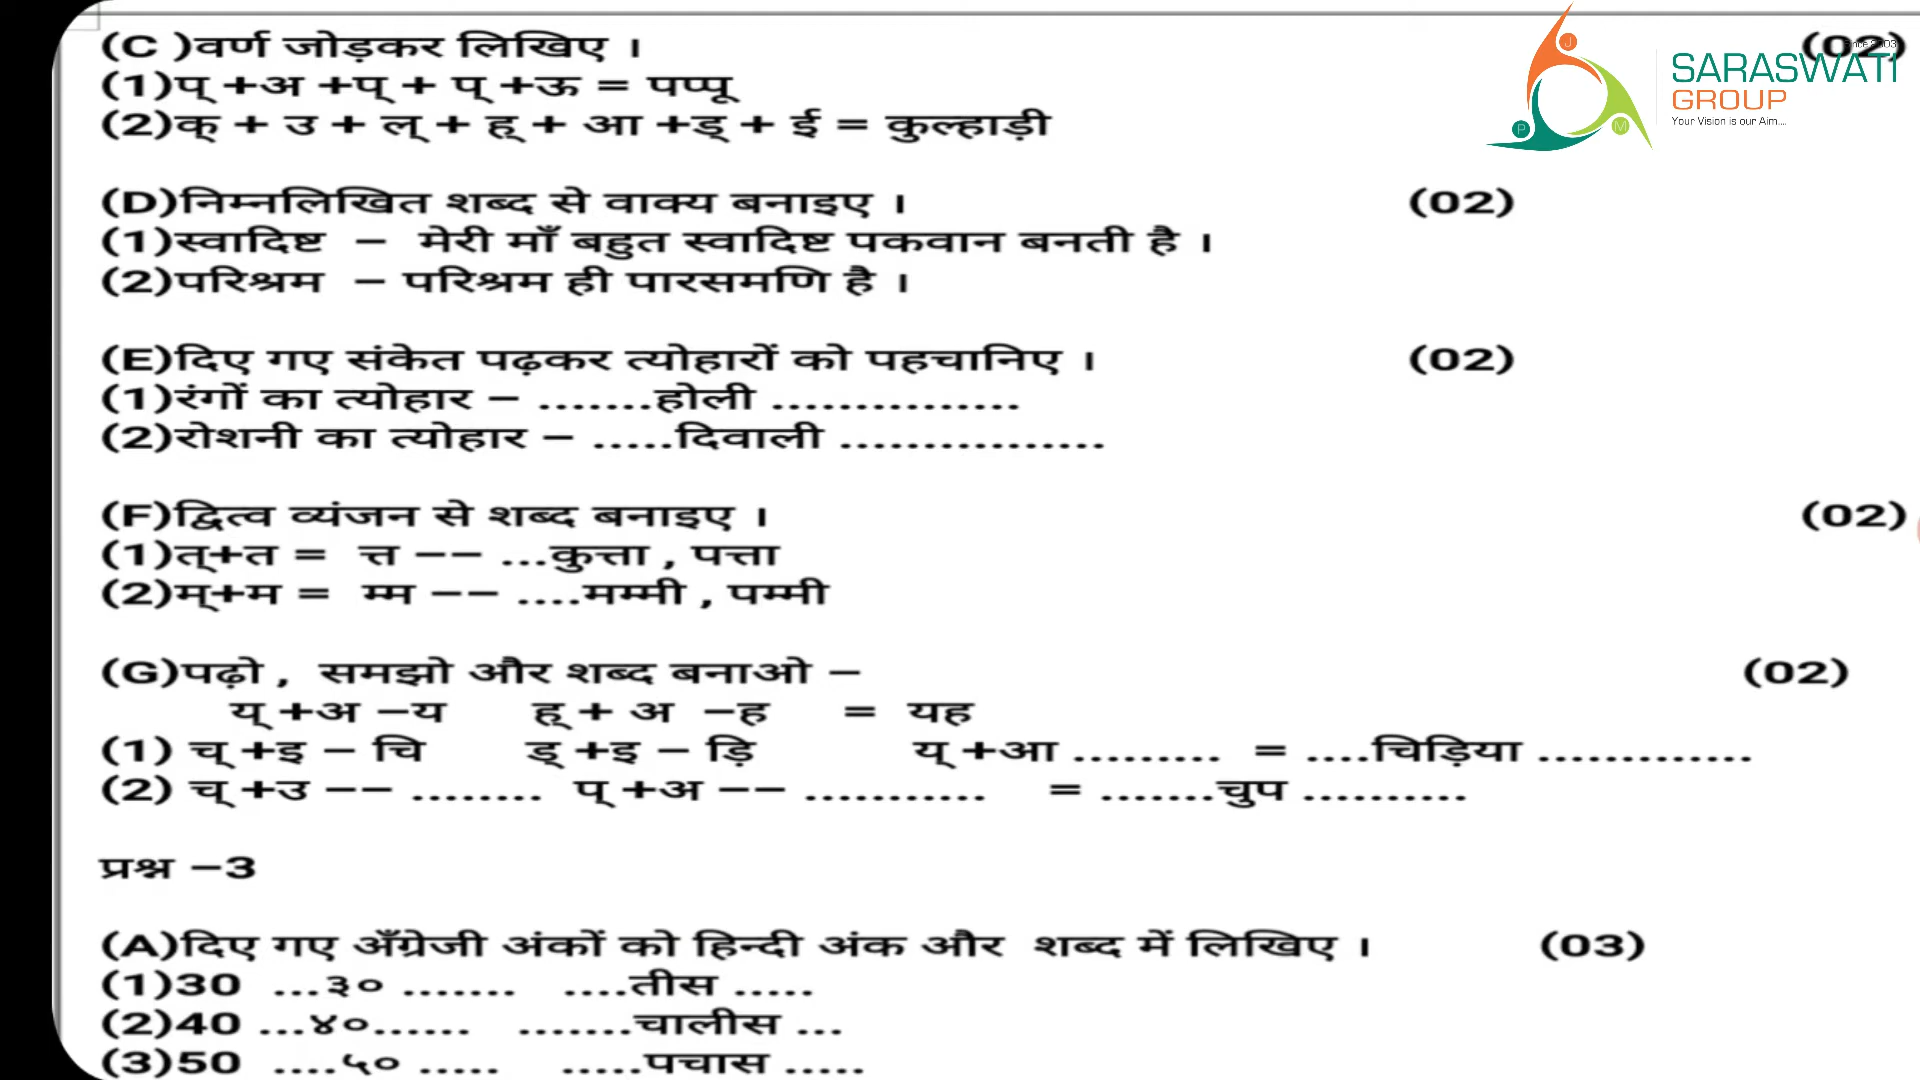 (C )वर्ण जोड़कर लिखिए । (02)
(1)प् +अ +प् + प् +ऊ = पप्पू
(2)क् + उ + ल् + ह् + आ +ड् + ई = कुल्हाड़ी
(D)निम्नलिखित शब्द से वाक्य बनाइए । (02)
(1)स्वादिष्ट – मेरी माँ बहुत स्वादिष्ट पकवान बनती है ।
(2)परिश्रम – परिश्रम ही पारसमणि है ।
(E)दिए गए संकेत पढ़कर त्योहारों को पहचानिए । (02)
(1)रंगों का त्योहार – .......होली ...............
(2)रोशनी का त्योहार – .....दिवाली ................
(F)द्वित्व व्यंजन से शब्द बनाइए । (02)
(1)त्+त = त्त –– ...कुत्ता , पत्ता
(2)म्+म = म्म –– ....मम्मी , पम्मी
(G)पढ़ो , समझो और शब्द बनाओ – (02)
य् +अ –य ह् + अ –ह = यह
(1) च् +इ – चि ड् +इ – ड़ि य् +आ ......... = ....चिड़िया .............
(2) च् +उ –– ........ प् +अ –– ........... = .......चुप ..........
प्रश्न –3
(A)दिए गए अँग्रेजी अंकों को हिन्दी अंक और शब्द में लिखिए । (03)
(1)30 ...३० ....... ....तीस .....
(2)40 ...४०...... .......चालीस ...
(3)50 ....५० ..... .....पचास .....
J
P
M
SARASWATI
GROUP
Your Vision is our Aim....